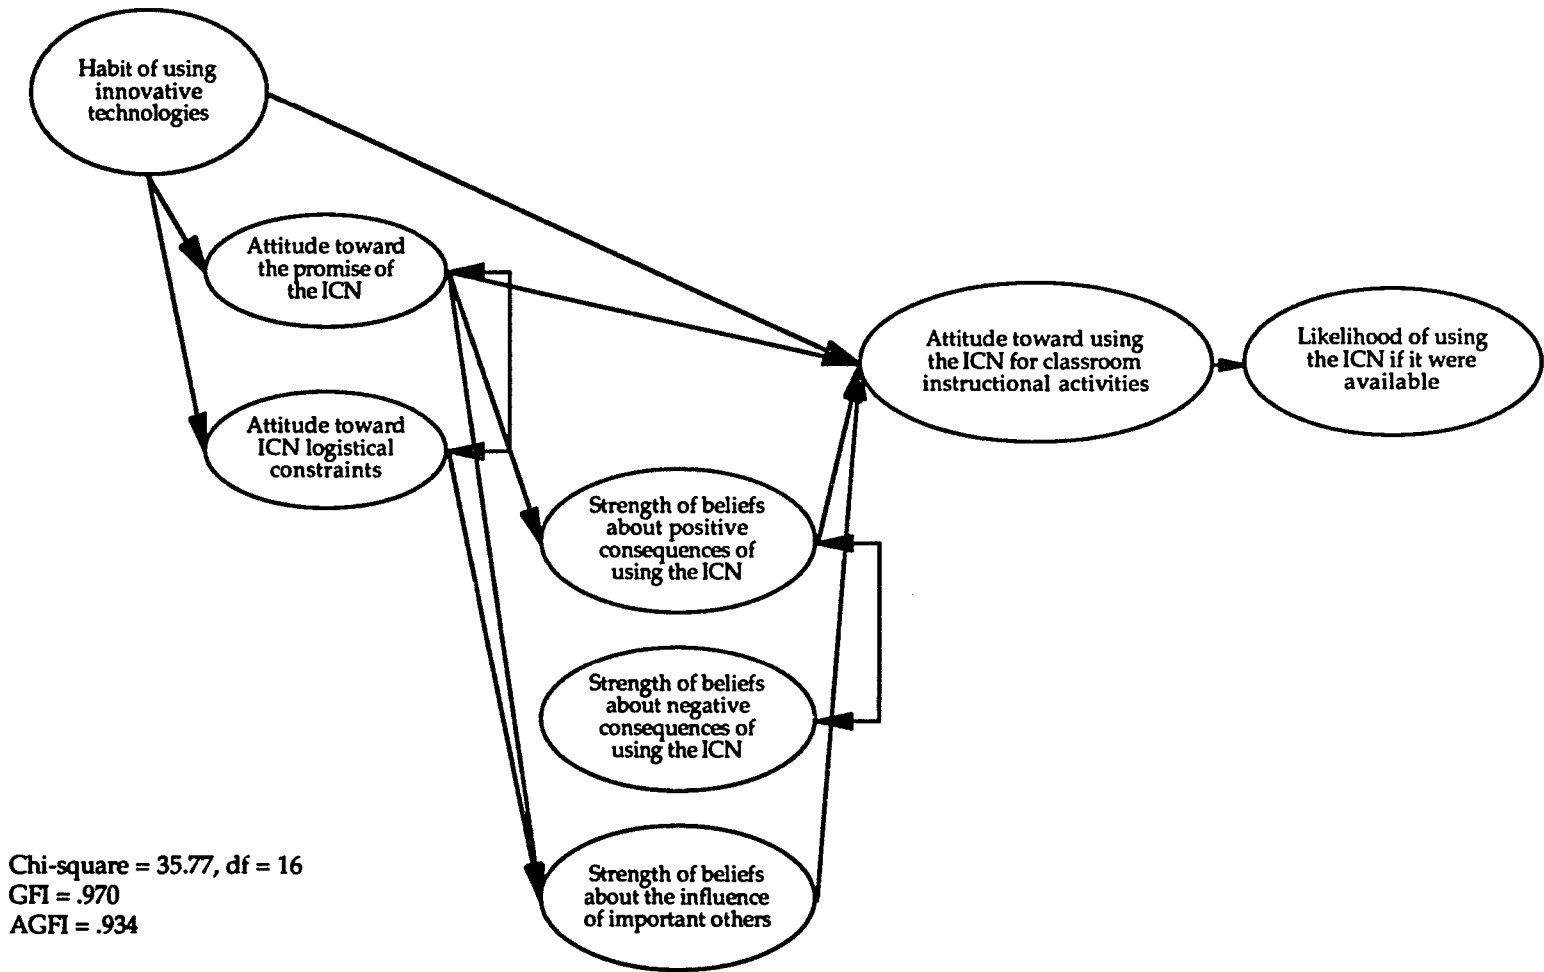 Habit of using
innovative
technologies
Attitude toward
the promise of
the ICN
Attitude toward
ICN logistical
constraints
Attitude toward using
the ICN for classroom
instructional activities
Likelihood of using
the ICN if it were
available
Strength of beliefs
about positive
consequences of
using the ICN
Strength of beliefs
about negative
consequences of
using the ICN
Strength of beliefs
about the influence
of important others
Chi-square = 35.77, df = 16
GFI = .970
AGFI = .934